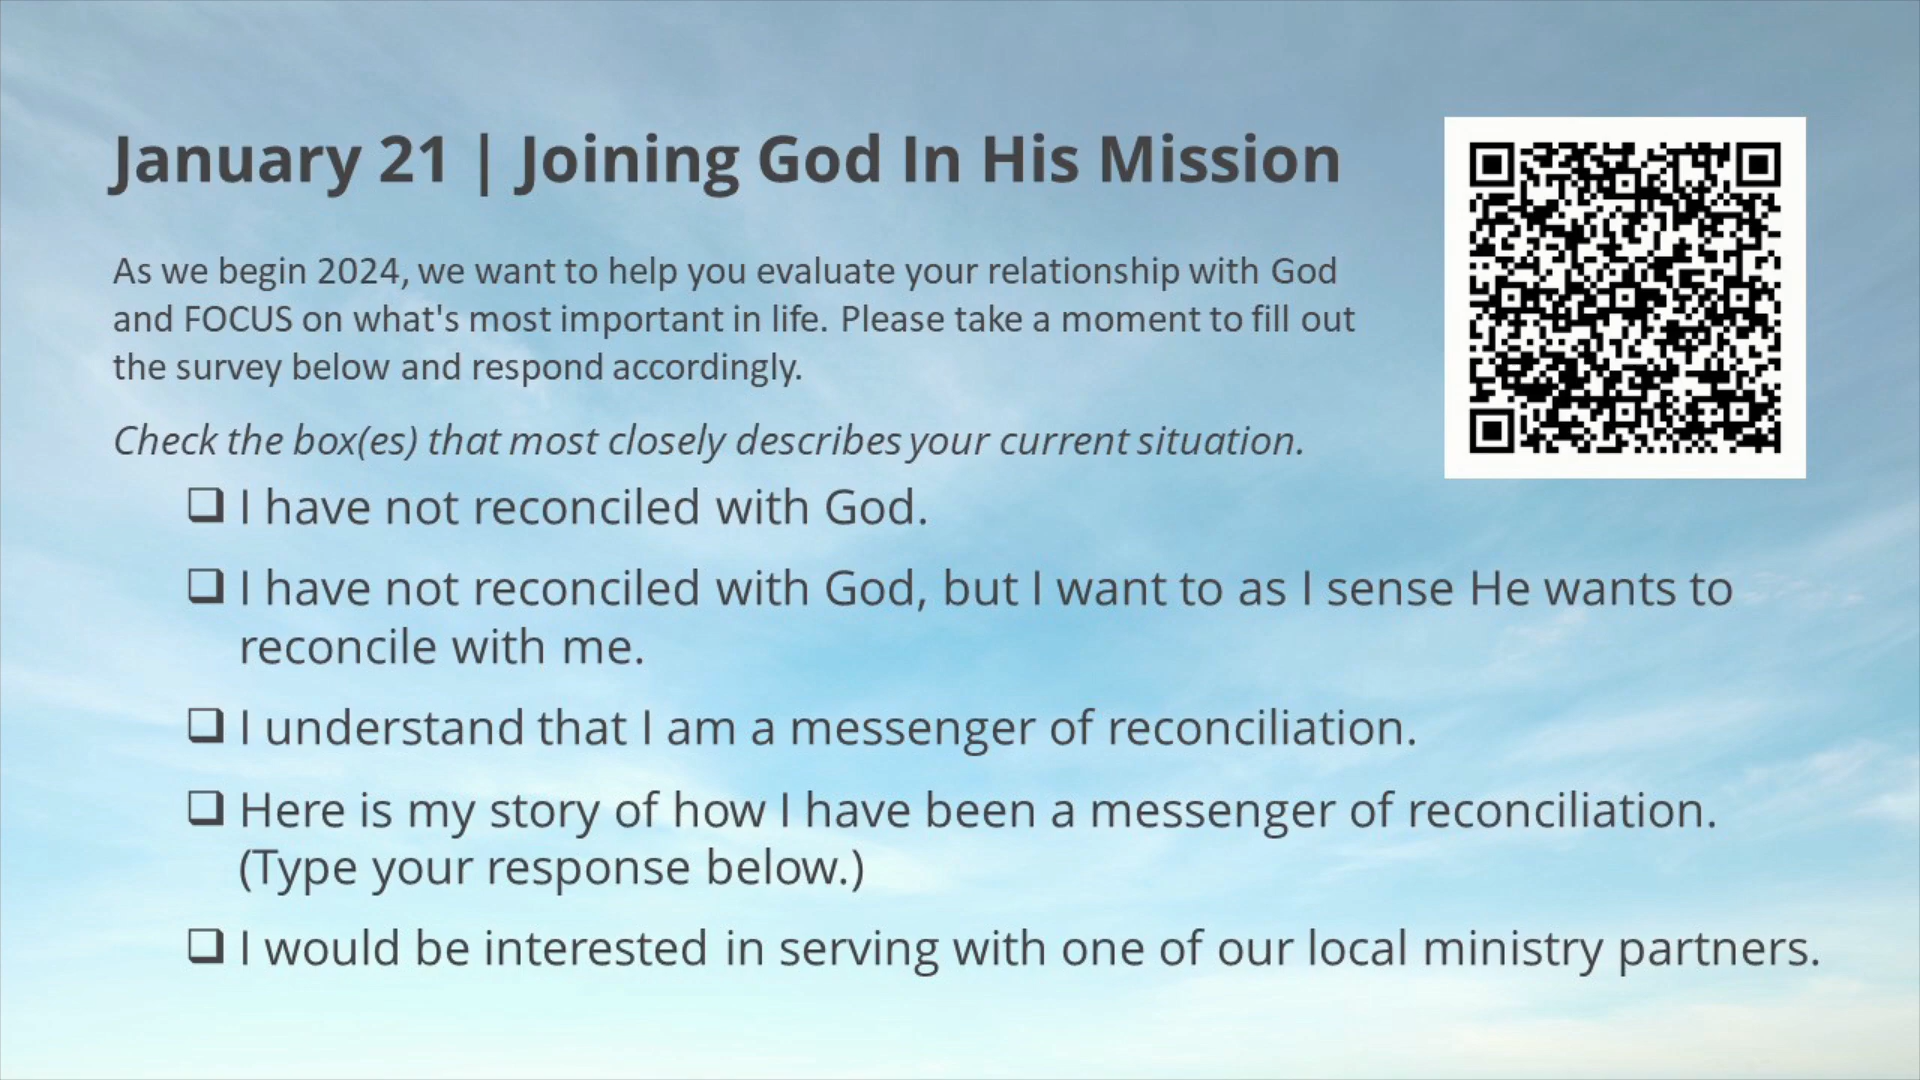 January 21 | Joining God In His Mission
As we begin 2024, we want to help you evaluate your relationship with God
and FOCUS on what's most important in life. Please take a moment to fill out
the survey below and respond accordingly.
Check the box(es) that most closely describes your current situation.
❑ I have not reconciled with God.
❑ I have not reconciled with God, but I want to as I sense He wants to
reconcile with me.
❑ I understand that I am a messenger of reconciliation.
❑ Here is my story of how I have been a messenger of reconciliation.
(Type your response below.)
❑ I would be interested in serving with one of our local ministry partners.